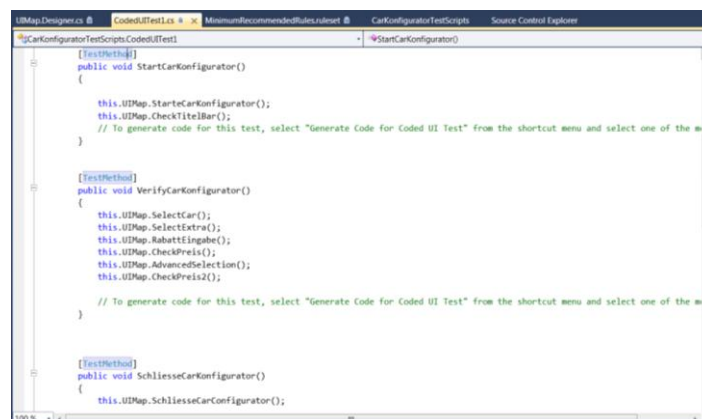 UIMap.Designer.cs CodedUITest1.cs MinimumRecommendedRules.ruleset CarKonfiguratorTestScripts Source Control Explorer
CarKonfiguratorTestScripts.CodedUITest1 StartCarKonfigurator()
[TestMethod]
public void StartCarKonfigurator()
{
this.UIMap.StarteCarKonfigurator();
this.UIMap.CheckTitelBar();
// To generate code for this test, select "Generate Code for Coded UI Test" from the shortcut menu and select one of the m
}
[TestMethod]
public void VerifyCarKonfigurator()
{
this.UIMap.SelectCar();
this.UIMap.SelectExtra();
this.UIMap.RabattEingabe();
this.UIMap.CheckPreis();
this.UIMap.AdvancedSelection();
this.UIMap.CheckPreis2();
// To generate code for this test, select "Generate Code for Coded UI Test" from the shortcut menu and select one of the m
}
[TestMethod]
public void SchliesseCarKonfigurator()
{
this.UIMap.SchliesseCarConfigurator();
100 %